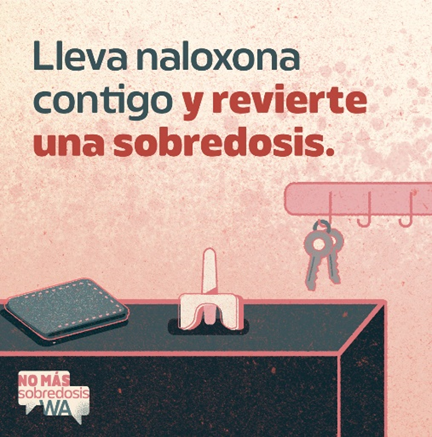 Lleva naloxona
contigo y revierte
una sobredosis.
NO MÁS
sobredosis
WA